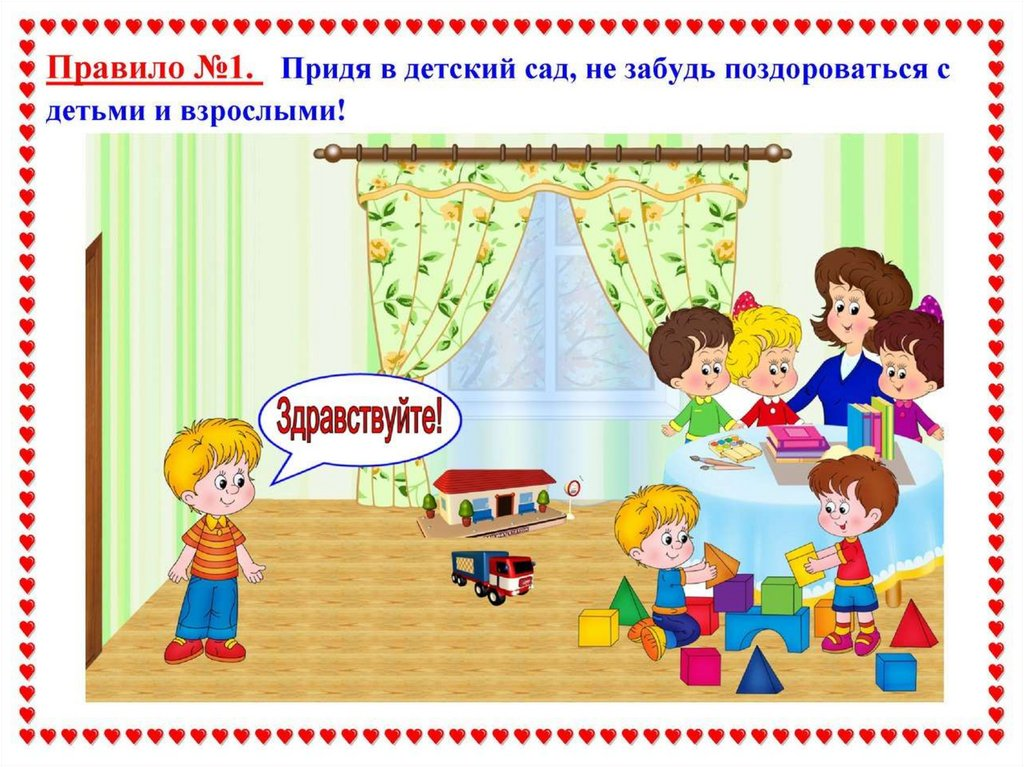 Правило №1. Придя в детский сад, не забудь поздороваться с
детьми и взрослыми!
Здравствуйте!